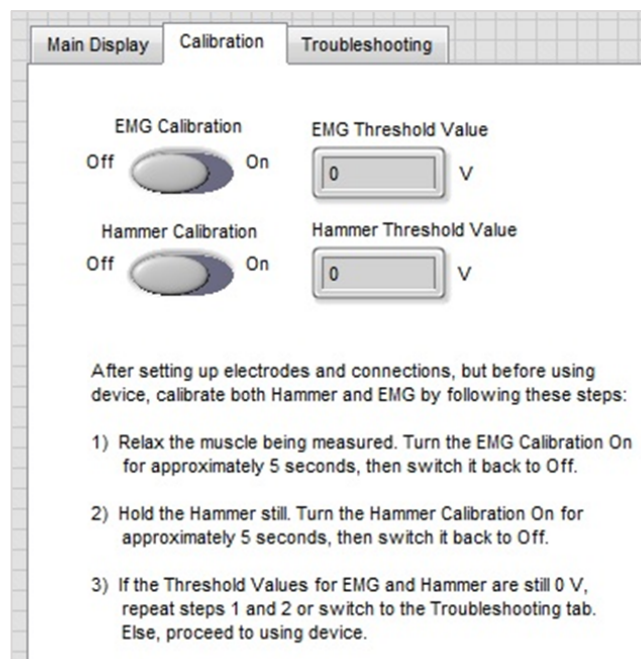 Main Display Calibration Troubleshooting
EMG Calibration EMG Threshold Value
Off On 0 V
Hammer Calibration Hammer Threshold Value
Off On 0 V
After setting up electrodes and connections, but before using
device, calibrate both Hammer and EMG by following these steps:
1) Relax the muscle being measured. Turn the EMG Calibration On
for approximately 5 seconds, then switch it back to Off.
2) Hold the Hammer still. Turn the Hammer Calibration On for
approximately 5 seconds, then switch it back to Off.
3) If the Threshold Values for EMG and Hammer are still 0 V,
repeat steps 1 and 2 or switch to the Troubleshooting tab.
Else, proceed to using device.